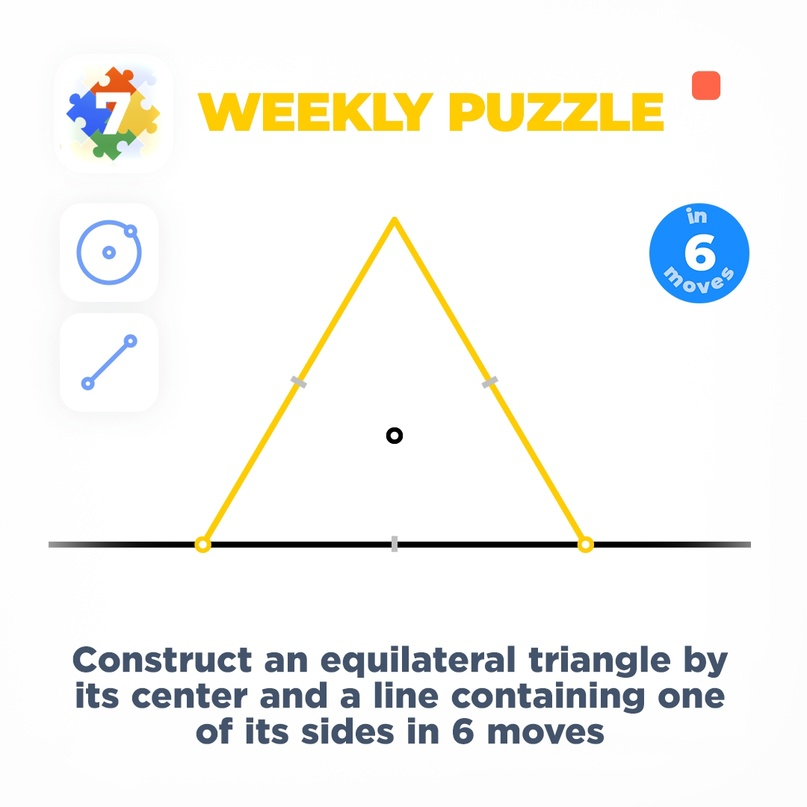 7
WEEKLY PUZZLE
in
6
moves
Construct an equilateral triangle by
its center and a line containing one
of its sides in 6 moves